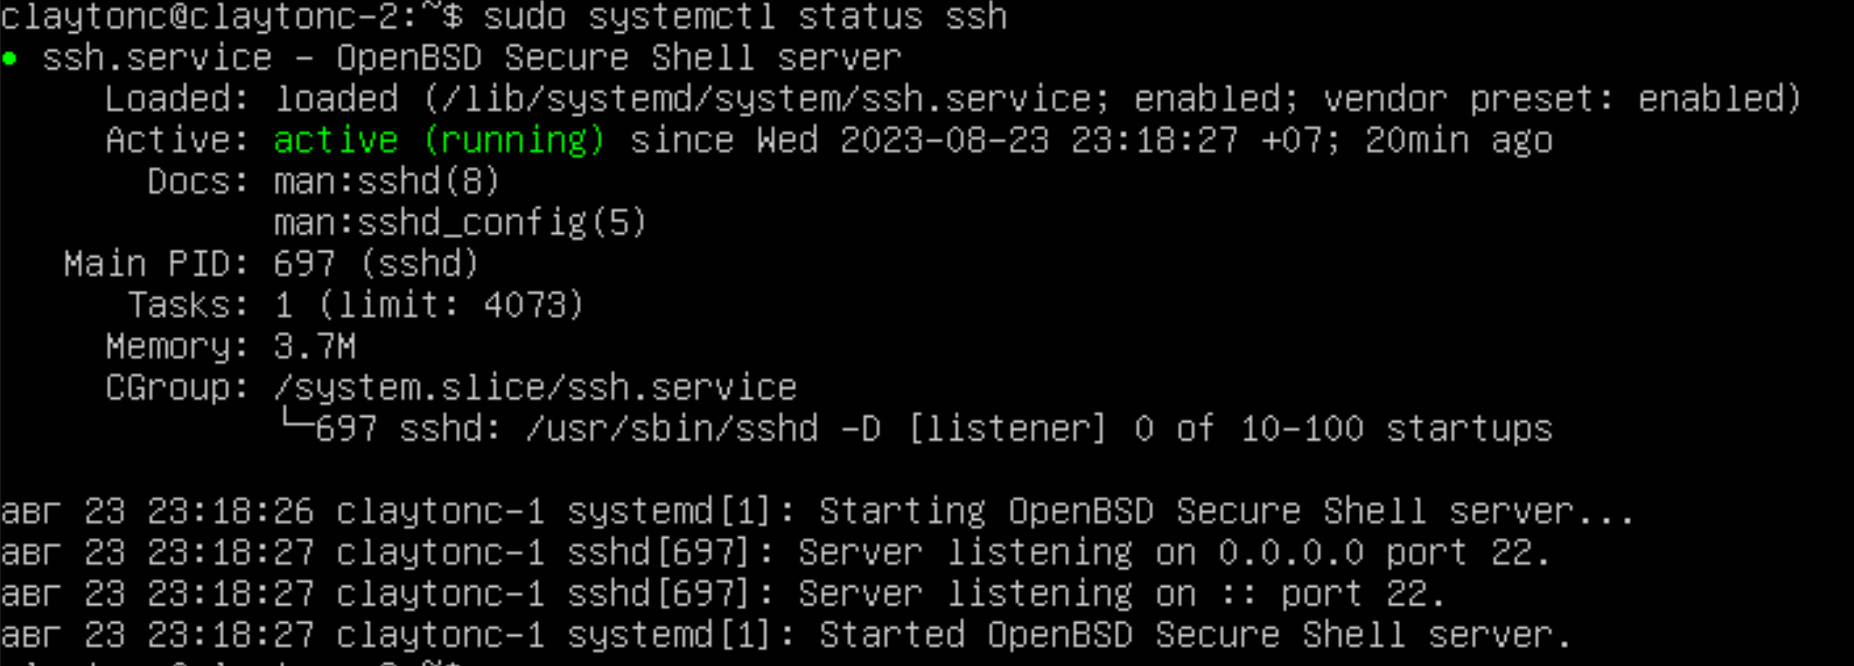 claytonc@claytonc-2:~$ sudo systemctl status ssh
● ssh.service - OpenBSD Secure Shell server
     Loaded: loaded (/lib/systemd/system/ssh.service; enabled; vendor preset: enabled)
     Active: active (running) since Wed 2023-08-23 23:18:27 +07; 20min ago
       Docs: man:sshd(8)
             man:sshd_config(5)
   Main PID: 697 (sshd)
      Tasks: 1 (limit: 4073)
     Memory: 3.7M
     CGroup: /system.slice/ssh.service
             └─697 sshd: /usr/sbin/sshd -D [listener] 0 of 10-100 startups
авг 23 23:18:26 claytonc-1 systemd[1]: Starting OpenBSD Secure Shell server...
авг 23 23:18:27 claytonc-1 sshd[697]: Server listening on 0.0.0.0 port 22.
авг 23 23:18:27 claytonc-1 sshd[697]: Server listening on :: port 22.
авг 23 23:18:27 claytonc-1 systemd[1]: Started OpenBSD Secure Shell server.